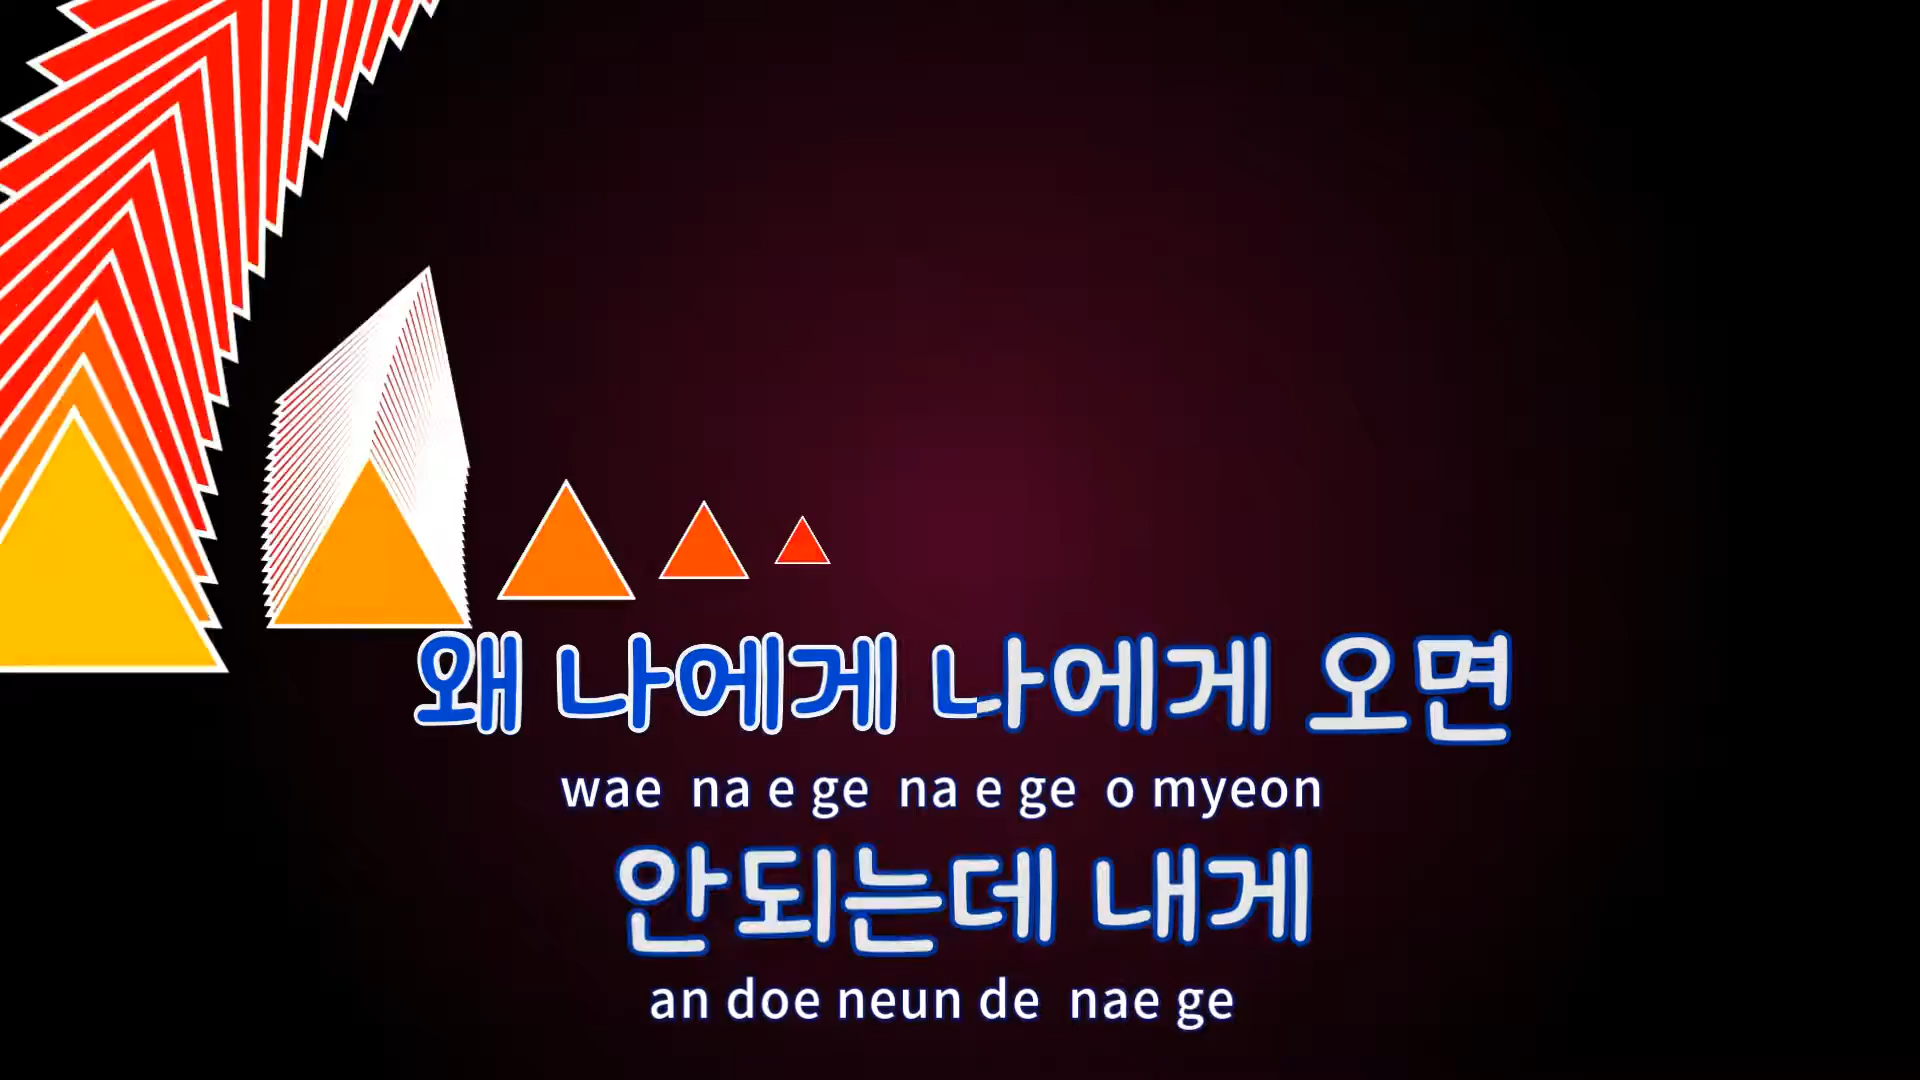 왜 나에게 나에게 오면
wae na e ge na e ge o myeon
안되는데 내게
an doe neun de nae ge